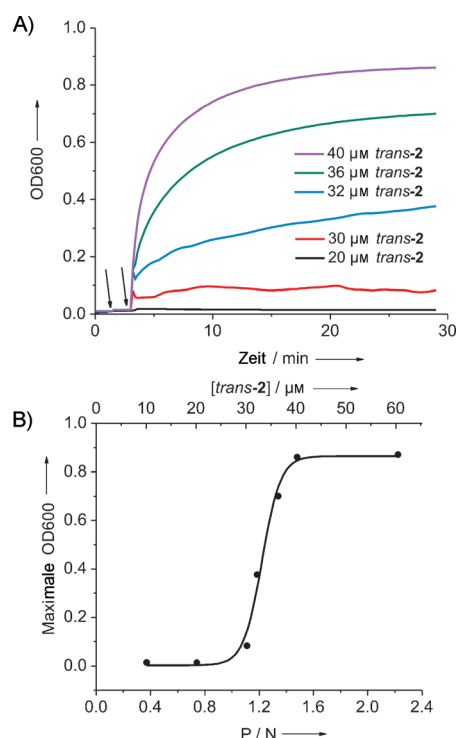 A)
1.0
0.8
0.6
0.4
0.2
0.0
OD600
40 µM trans-2
36 µM trans-2
32 µM trans-2
30 µM trans-2
20 µM trans-2
0 10 20 30
Zeit / min
[trans-2] / µM
0 10 20 30 40 50 60
B)
1.0
0.8
0.6
0.4
0.2
0.0
Maximale OD600
0.0 0.4 0.8 1.2 1.6 2.0 2.4
P / N